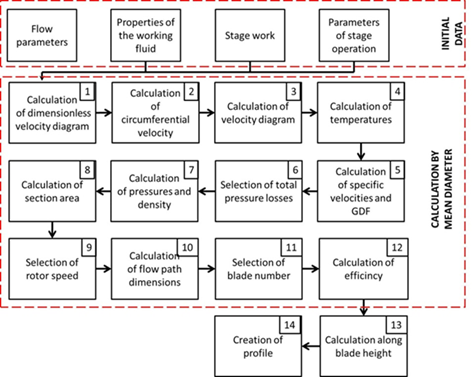 Flow
parameters
Properties of
the working
fluid
Stage work
Parameters
of stage
operation
INITIAL
DATA
1
Calculation
of dimensionless
velocity diagram
2
Calculation
of
circumferential
velocity
3
Calculation of
velocity diagram
4
Calculation of
temperatures
8
Calculation of
section area
7
Calculation
of pressures and
density
6
Selection of total
pressure losses
5
Calculation
of specific
velocities and
GDF
CALCULATION BY
MEAN DIAMETER
9
Selection of
rotor speed
10
Calculation
of flow path
dimensions
11
Selection of
blade number
12
Calculation of
efficincy
14
Creation of
profile
13
Calculation along
blade height